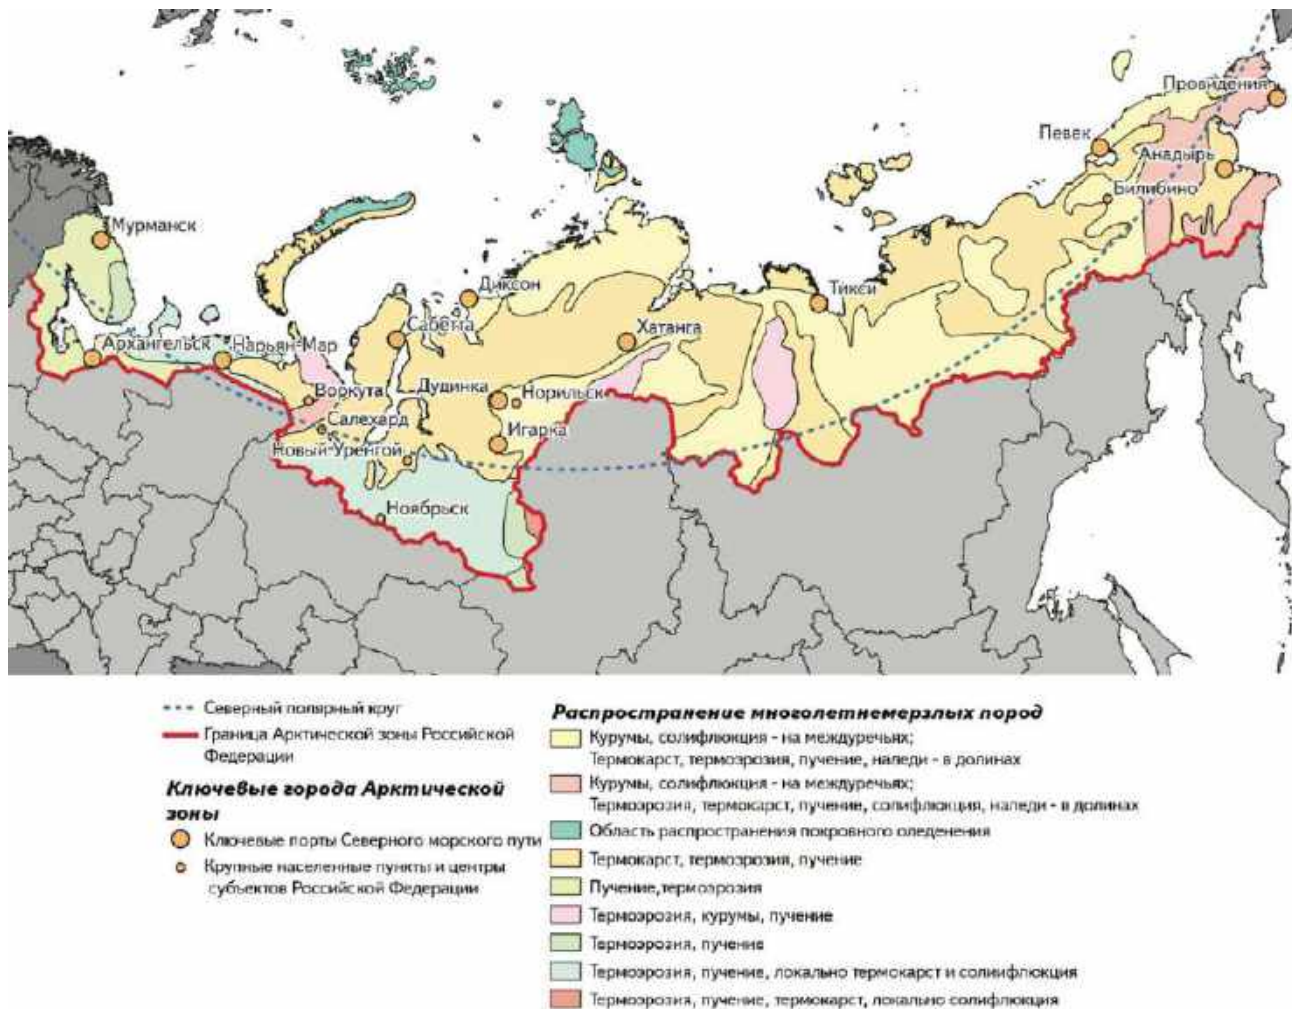 Провидения
Певек
Анадырь
Билибино
Мурманск
Диксон
Тикси
Сабетта
Хатанга
Архангельск
Нарьян-Мар
Дудинка
Норильск
Воркута
Салехард
Игарка
Новый Уренгой
Ноябрьск
Северный полярный круг
Граница Арктической зоны Российской
Федерации
Ключевые города Арктической
зоны
Ключевые порты Северного морского пути
Крупные населенные пункты и центры
субъектов Российской Федерации
Распространение многолетнемерзлых пород
Курумы, солифлюкция - на междуречьях;
Термокарст, термоэрозия, пучение, наледи - в долинах
Курумы, солифлюкция - на междуречьях;
Термоэрозия, термокарст, пучение, солифлюкция, наледи - в долинах
Область распространения покровного оледенения
Термокарст, термоэрозия, пучение
Пучение,термоэрозия
Термоэрозия, курумы, пучение
Термоэрозия, пучение
Термоэрозия, пучение, локально термокарст и солиифлюкция
Термоэрозия, пучение, термокарст, локально солифлюкция